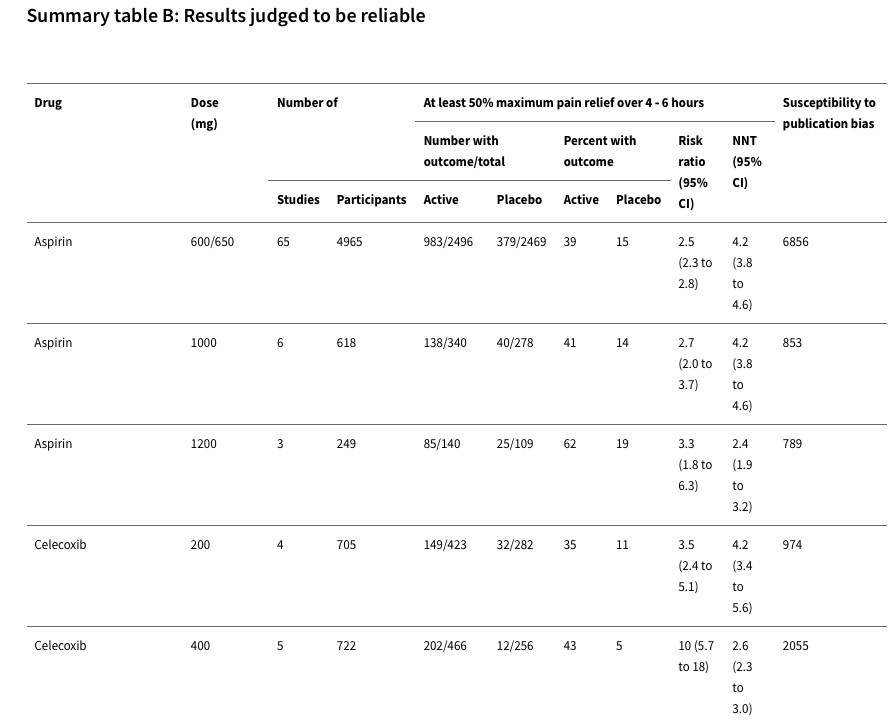 Summary table B: Results judged to be reliable
Drug Dose Number of At least 50% maximum pain relief over 4 - 6 hours Susceptibility to
(mg) publication bias
Number with Percent with Risk NNT
outcome/total outcome ratio (95%
(95% CI)
Studies Participants Active Placebo Active Placebo CI)
Aspirin 600/650 65 4965 983/2496 379/2469 39 15 2.5 4.2 6856
(2.3 to (3.8
2.8) to
4.6)
Aspirin 1000 6 618 138/340 40/278 41 14 2.7 4.2 853
(2.0 to (3.8
3.7) to
4.6)
Aspirin 1200 3 249 85/140 25/109 62 19 3.3 2.4 789
(1.8 to (1.9
6.3) to
3.2)
Celecoxib 200 4 705 149/423 32/282 35 11 3.5 4.2 974
(2.4 to (3.4
5.1) to
5.6)
Celecoxib 400 5 722 202/466 12/256 43 5 10 (5.7 2.6 2055
to 18) (2.3
to
3.0)